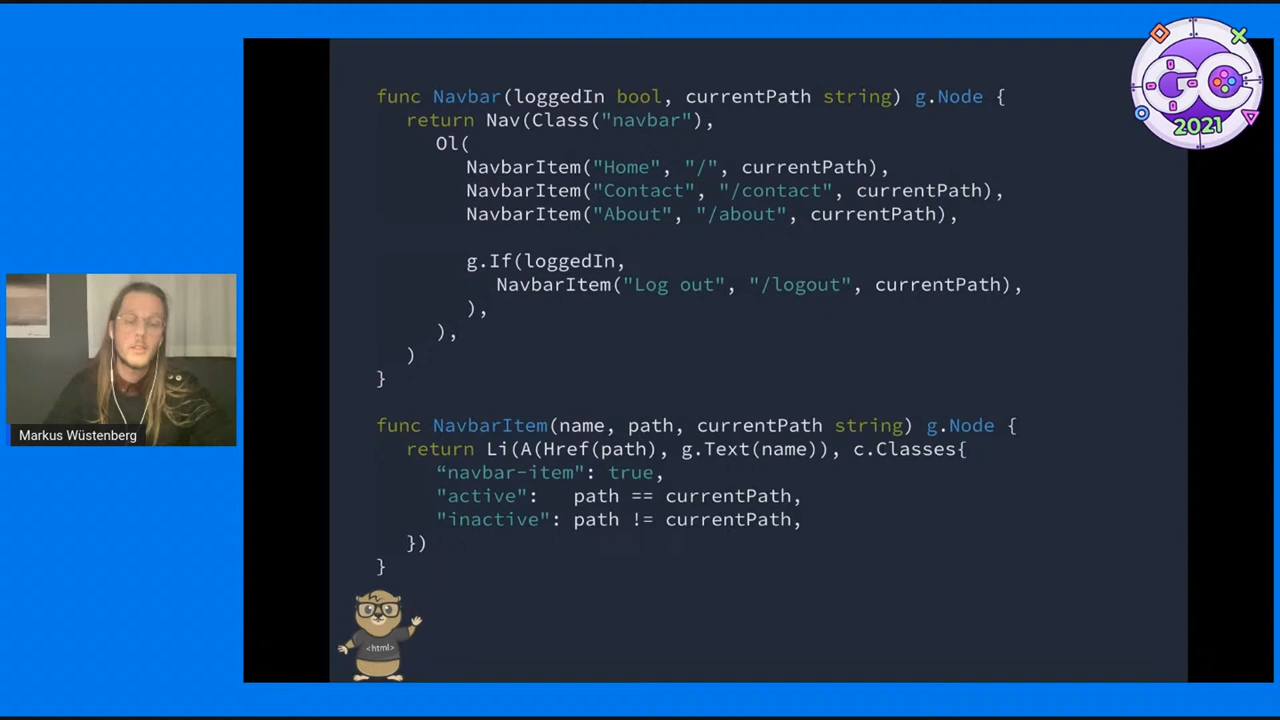 GC
2021
func Navbar(loggedIn bool, currentPath string) g.Node {
return Nav(Class("navbar"),
Ol(
NavbarItem("Home", "/", currentPath),
NavbarItem("Contact", "/contact", currentPath),
NavbarItem("About", "/about", currentPath),
g.If(loggedIn,
NavbarItem("Log out", "/logout", currentPath),
),
),
)
}
func NavbarItem(name, path, currentPath string) g.Node {
return Li(A(Href(path), g.Text(name)), c.Classes{
“navbar-item": true,
"active": path == currentPath,
"inactive": path != currentPath,
})
}
<html>
Markus Wüstenberg